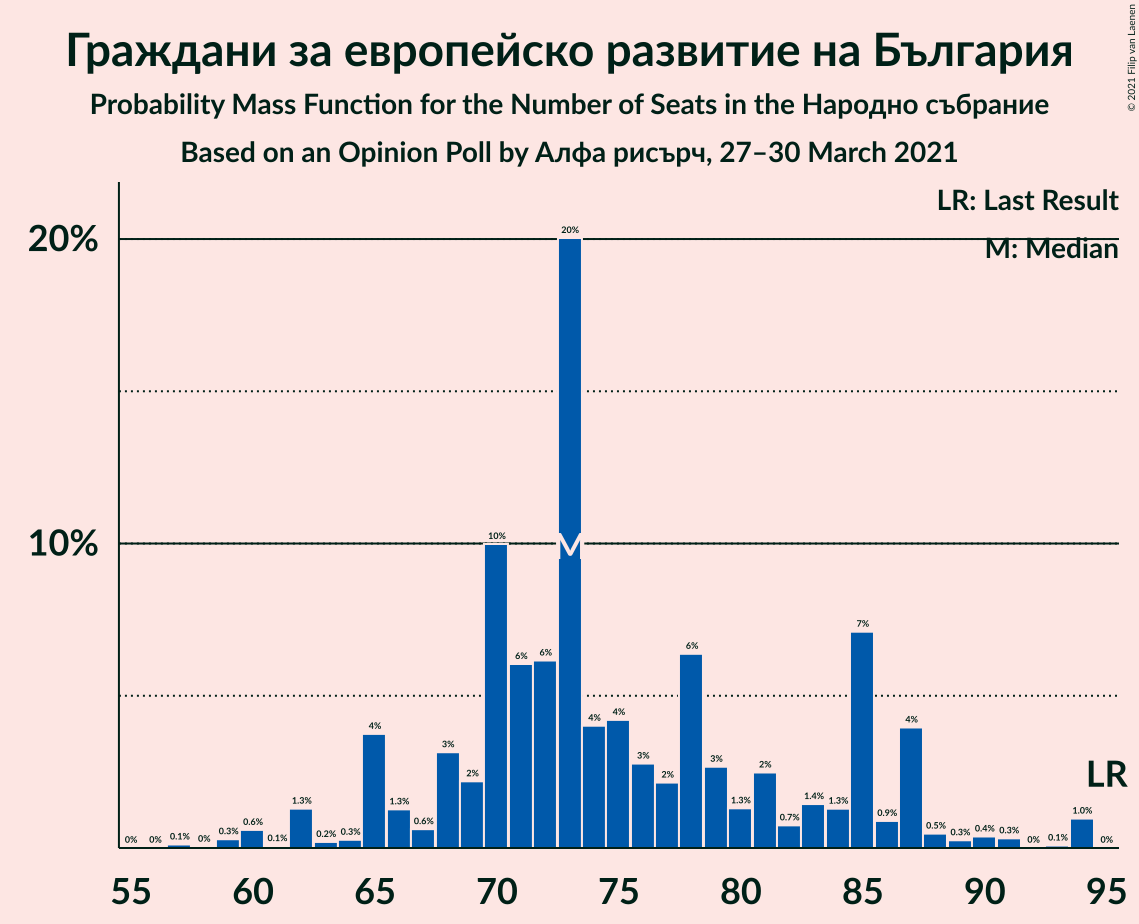 Граждани за европейско развитие на България
Probability Mass Function for the Number of Seats in the Народно събрание
Based on an Opinion Poll by Алфа рисърч, 27–30 March 2021
© 2021 Filip van Laenen
LR: Last Result
M: Median
20%
10%
0% 0% 0.1% 0% 0.3% 0.6% 0.1% 1.3% 0.2% 0.3% 4% 1.3% 0.6% 3% 2% 10% 6% 6% 20% 4% 4% 3% 2% 6% 3% 1.3% 2% 0.7% 1.4% 1.3% 7% 0.9% 4% 0.5% 0.3% 0.4% 0.3% 0% 0.1% 1.0% 0%
M
LR
55 60 65 70 75 80 85 90 95